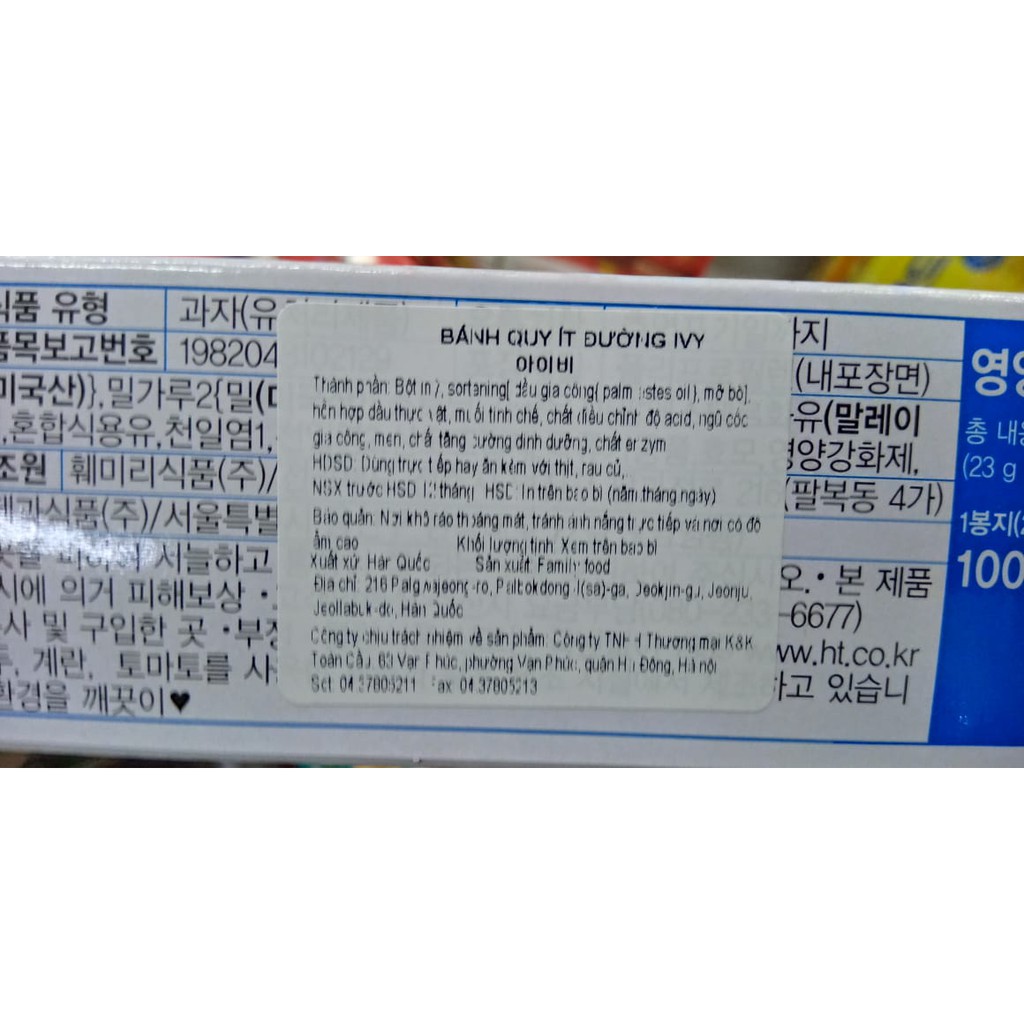 식품 유형
과자(유
까지
품목보고번호
198204
(내포장면)
미국산)},밀가루2{밀(미
유(말레이
,혼합식용유,천일염1,
영양강화제,
조원
훼미리식품(주)/
(팔복동 4가)
제과식품(주)/서울특별
서늘하고
오.• 본 제품
시에 의거 피해보상 •
-6677)
사 및 구입한 곳 •부정
www.ht.co.kr
, 계란, 토마토를 사
하고 있습니
환경을 깨끗이♥
BÁNH QUY ÍT ĐƯỜNG IVY
아이비
Thành phần: Bột mì, sortening[ dầu gia công( palm estes oil ), mỡ bò],
hỗn hợp dầu thực vật, muối tinh chế, chất điều chỉnh độ acid, ngũ cốc
gia công, men, chất tăng cường dinh dưỡng, chất enzym
HDSD: Dùng trực tiếp hay ăn kèm với thịt, rau củ,..
NSX trước HSD 12 tháng HSD: In trên bao bì (năm.tháng.ngày)
Bảo quản: Nơi khô ráo thoáng mát, tránh ánh nắng trực tiếp và nơi có độ
ẩm cao Khối lượng tịnh: Xem trên bao bì
Xuất xứ: Hàn Quốc Sản xuất: Family food
Địa chỉ: 216 Palgwajeong-ro, Palbokdong 4(sa)-ga, Deokjin-gu, Jeonju,
Jeollabuk-do, Hàn Quốc
Công ty chịu trách nhiệm về sản phẩm: Công ty TNHH Thương mại K&K
Toàn Cầu, 63 Vạn Phúc, phường Vạn Phúc, quận Hà Đông, Hà nội
Sđt: 04.37805211 Fax: 04.37805213
영양
총 내용
(23 g
1봉지(2
100